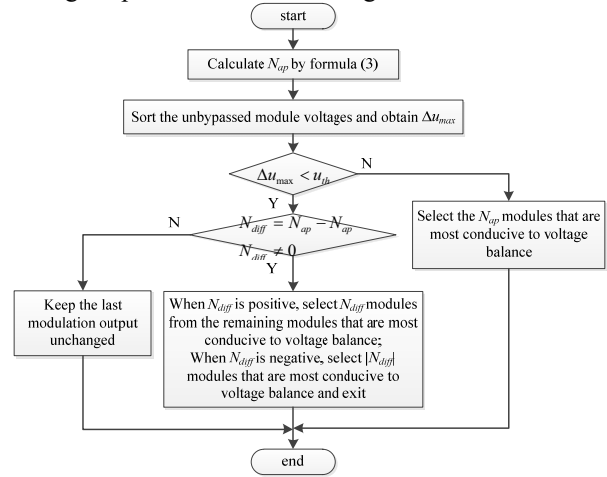 start
Calculate N_ap by formula (3)
Sort the unbypassed module voltages and obtain Δu_max
Δu_max < u_th
N
Y
N
N_diff = N_ap − N_ap
N_diff ≠ 0
Y
Select the N_ap modules that are
most conducive to voltage
balance
Keep the last
modulation output
unchanged
When N_diff is positive, select N_diff modules
from the remaining modules that are most
conducive to voltage balance;
When N_diff is negative, select |N_diff|
modules that are most conducive to
voltage balance and exit
end